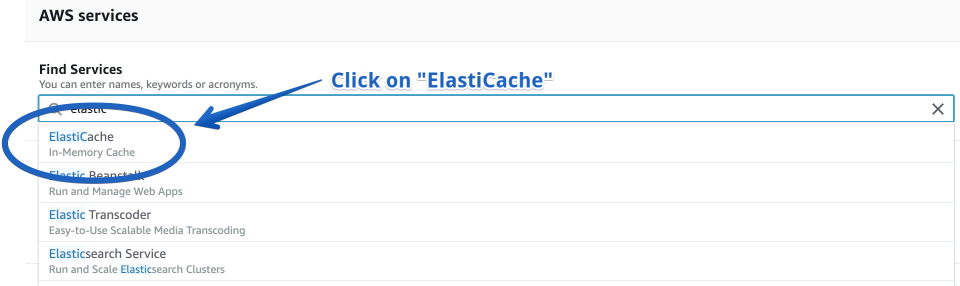 AWS services
Find Services
You can enter names, keywords or acronyms.
Click on "ElastiCache"
elastic
ElastiCache
In-Memory Cache
Elastic Beanstalk
Run and Manage Web Apps
Elastic Transcoder
Easy-to-Use Scalable Media Transcoding
Elasticsearch Service
Run and Scale Elasticsearch Clusters